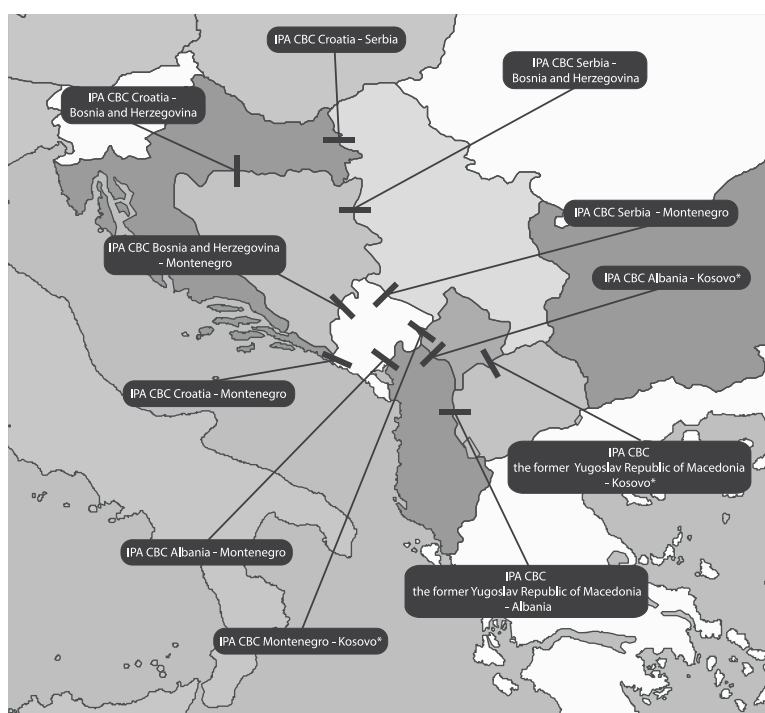 IPA CBC Croatia – Serbia
IPA CBC Serbia –
Bosnia and Herzegovina
IPA CBC Croatia –
Bosnia and Herzegovina
IPA CBC Serbia – Montenegro
IPA CBC Bosnia and Herzegovina
– Montenegro
IPA CBC Albania – Kosovo*
IPA CBC Croatia – Montenegro
IPA CBC
the former Yugoslav Republic of Macedonia
– Kosovo*
IPA CBC Albania – Montenegro
IPA CBC
the former Yugoslav Republic of Macedonia
– Albania
IPA CBC Montenegro – Kosovo*